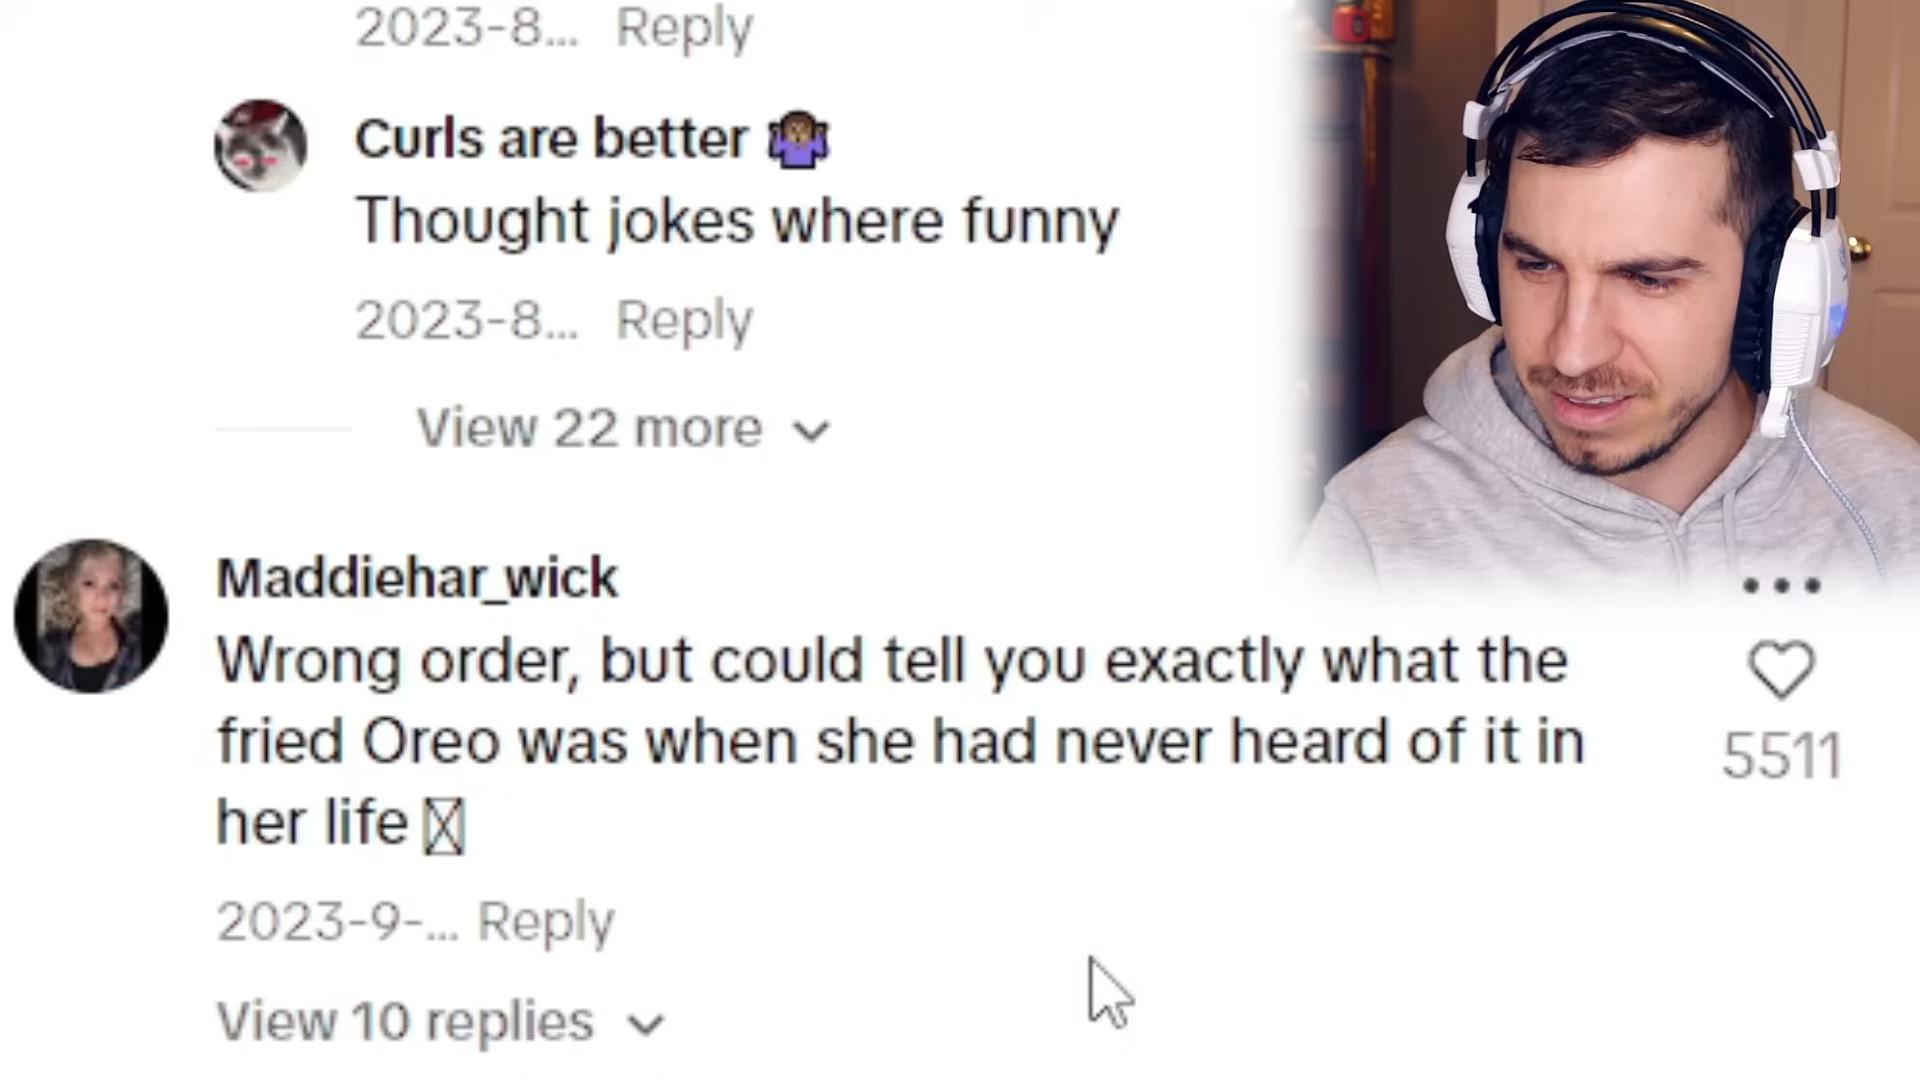 2023-8... Reply
Curls are better 🤷🏾‍♀️
Thought jokes where funny
2023-8... Reply
View 22 more
Maddiehar_wick
Wrong order, but could tell you exactly what the
fried Oreo was when she had never heard of it in
her life
5511
2023-9-... Reply
View 10 replies